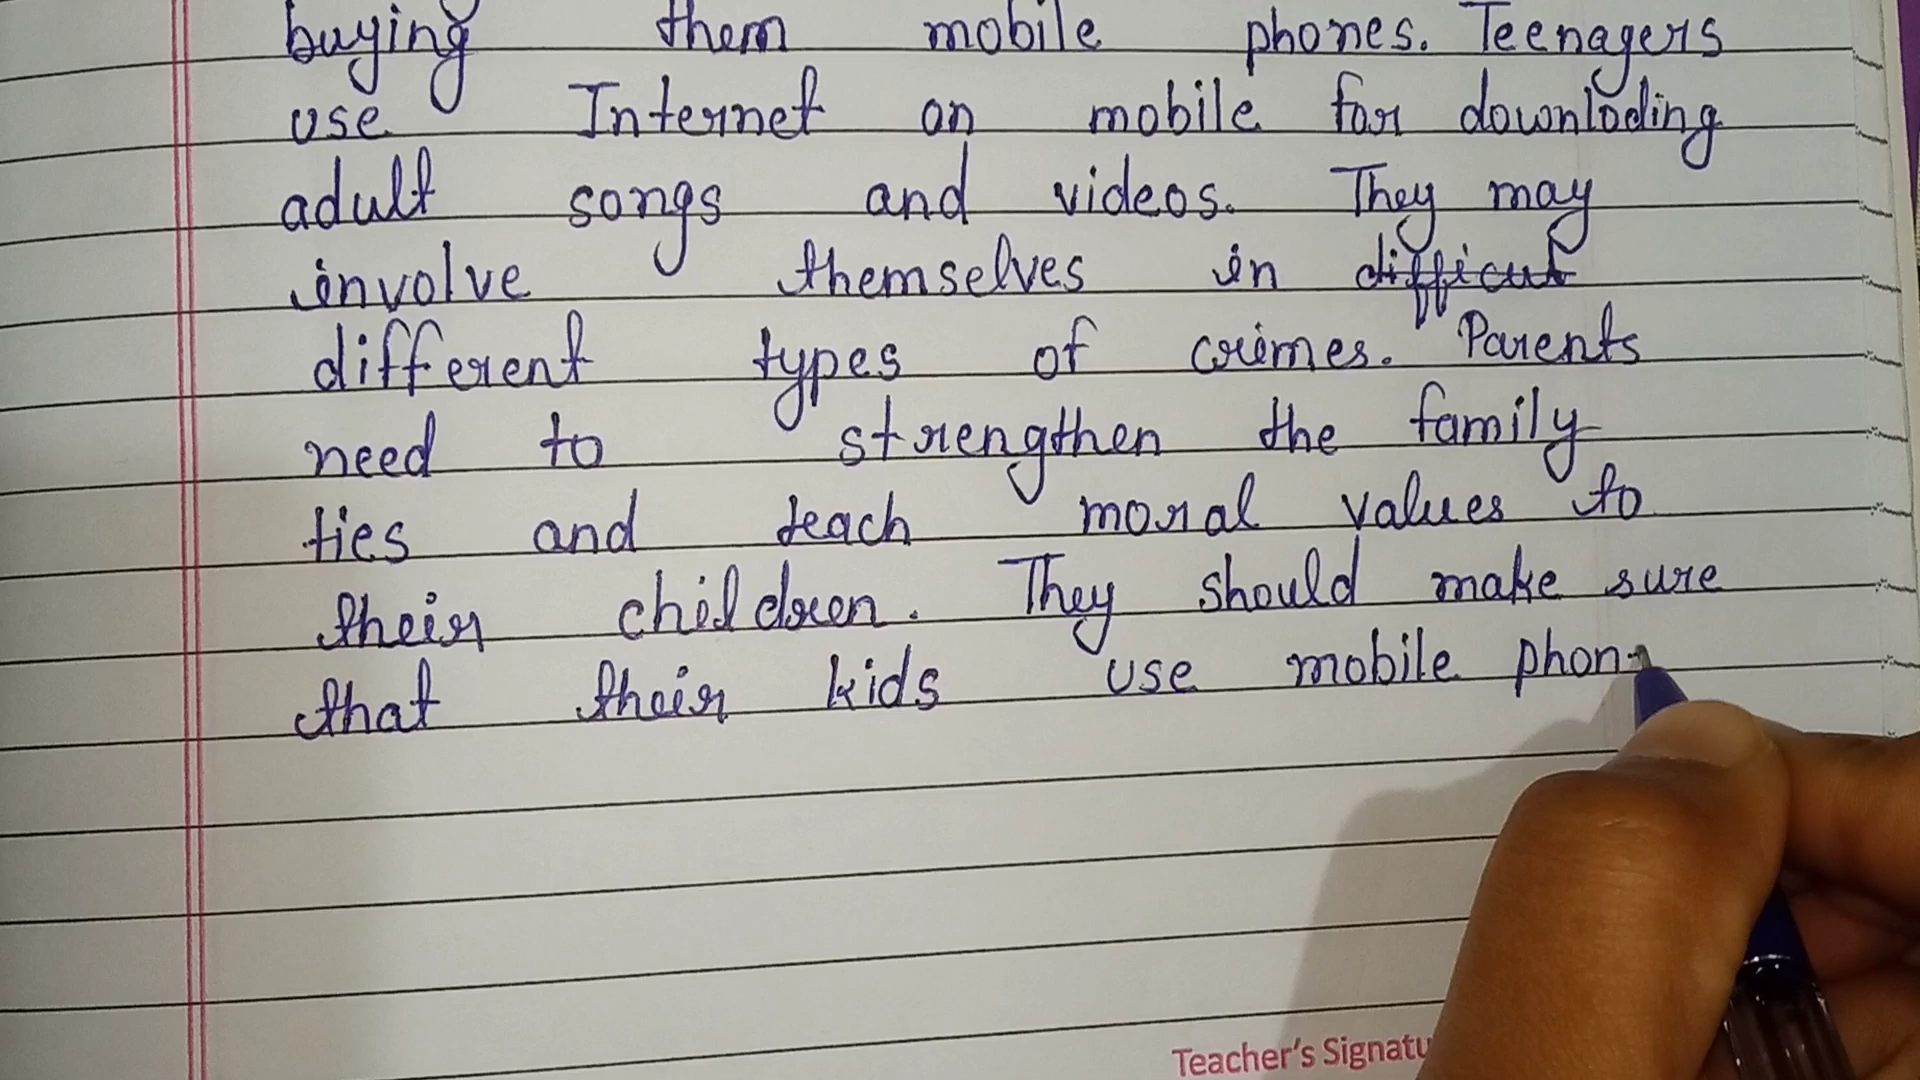 buying them mobile phones. Teenagers
use Internet on mobile for downloding
adult songs and videos. They may
involve themselves in difficut
different types of crimes. Parents
need to strengthen the family
ties and teach moral values to
their children. They should make sure
that their kids use mobile phon
Teacher's Signatu